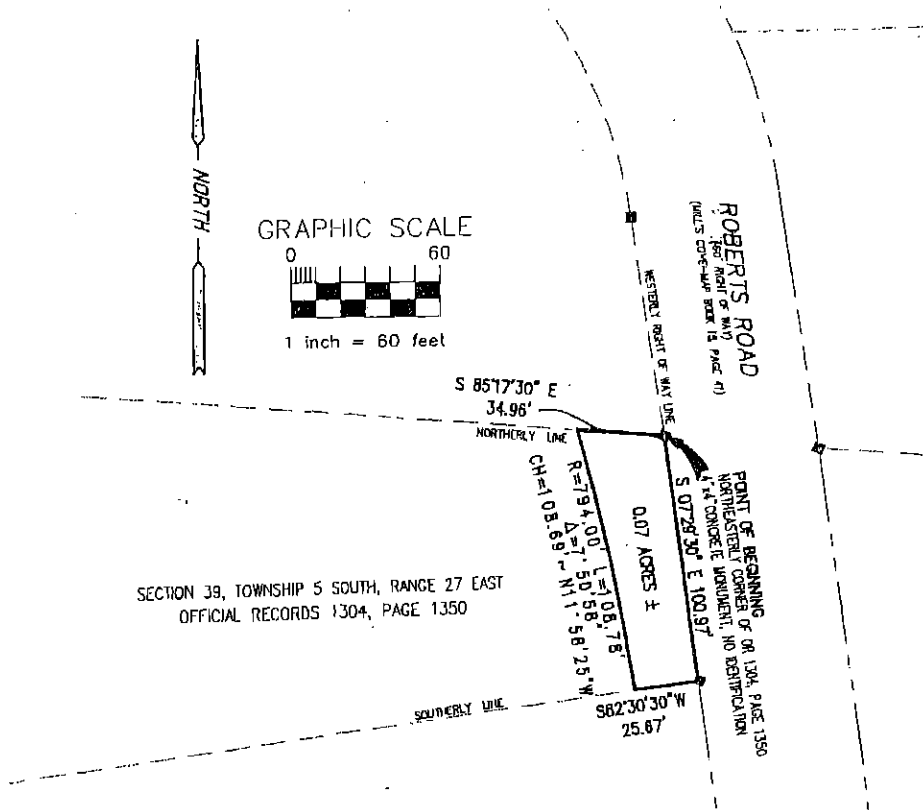 NORTH
GRAPHIC SCALE
0 60
1 inch = 60 feet
ROBERTS ROAD
(60' RIGHT OF WAY)
PAGE 47)
WESTERLY RIGHT OF WAY LINE
S 85°17'30" E
34.96'
NORTHERLY LINE
POINT OF BEGINNING
NORTHEASTERLY CORNER OF OR 1304, PAGE 1350
4"x4" CONCRETE MONUMENT, NO IDENTIFICATION
S 07°29'30" E 100.97'
0.07 ACRES ±
R=794.00' L=108.78'
Δ=7°50'58"
CH=108.69' ~ N11°56'25"W
SECTION 39, TOWNSHIP 5 SOUTH, RANGE 27 EAST
OFFICIAL RECORDS 1304, PAGE 1350
SOUTHERLY LINE
S82°30'30"W
25.67'